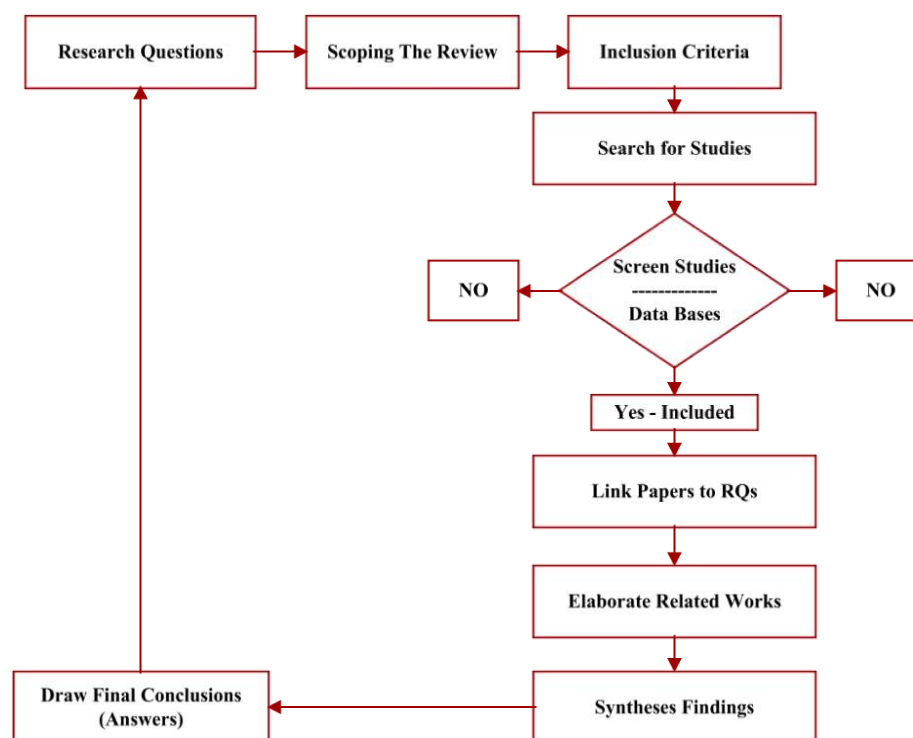 Research Questions
Scoping The Review
Inclusion Criteria
Search for Studies
Screen Studies
-------------
Data Bases
NO
NO
Yes - Included
Link Papers to RQs
Elaborate Related Works
Syntheses Findings
Draw Final Conclusions
(Answers)